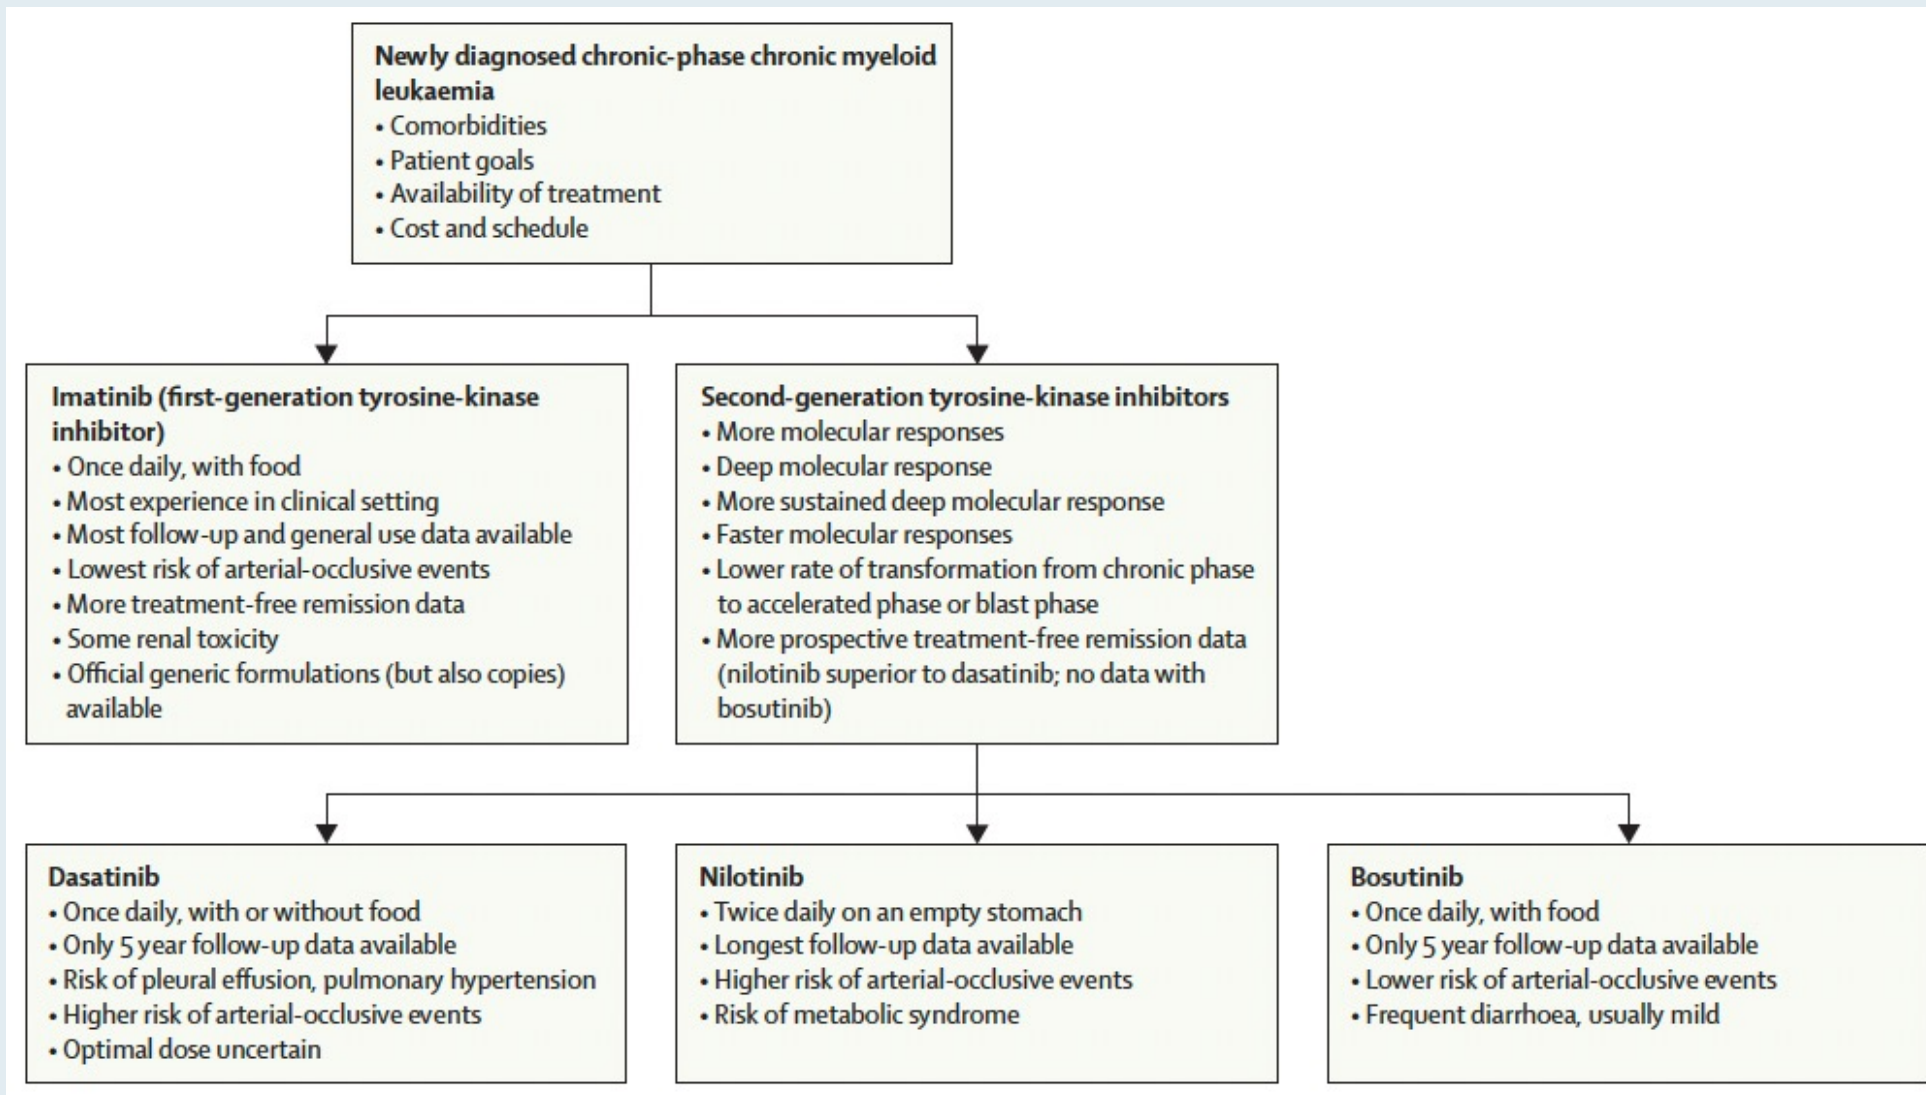 Newly diagnosed chronic-phase chronic myeloid
leukaemia
• Comorbidities
• Patient goals
• Availability of treatment
• Cost and schedule
Imatinib (first-generation tyrosine-kinase
inhibitor)
• Once daily, with food
• Most experience in clinical setting
• Most follow-up and general use data available
• Lowest risk of arterial-occlusive events
• More treatment-free remission data
• Some renal toxicity
• Official generic formulations (but also copies)
available
Second-generation tyrosine-kinase inhibitors
• More molecular responses
• Deep molecular response
• More sustained deep molecular response
• Faster molecular responses
• Lower rate of transformation from chronic phase
to accelerated phase or blast phase
• More prospective treatment-free remission data
(nilotinib superior to dasatinib; no data with
bosutinib)
Dasatinib
• Once daily, with or without food
• Only 5 year follow-up data available
• Risk of pleural effusion, pulmonary hypertension
• Higher risk of arterial-occlusive events
• Optimal dose uncertain
Nilotinib
• Twice daily on an empty stomach
• Longest follow-up data available
• Higher risk of arterial-occlusive events
• Risk of metabolic syndrome
Bosutinib
• Once daily, with food
• Only 5 year follow-up data available
• Lower risk of arterial-occlusive events
• Frequent diarrhoea, usually mild